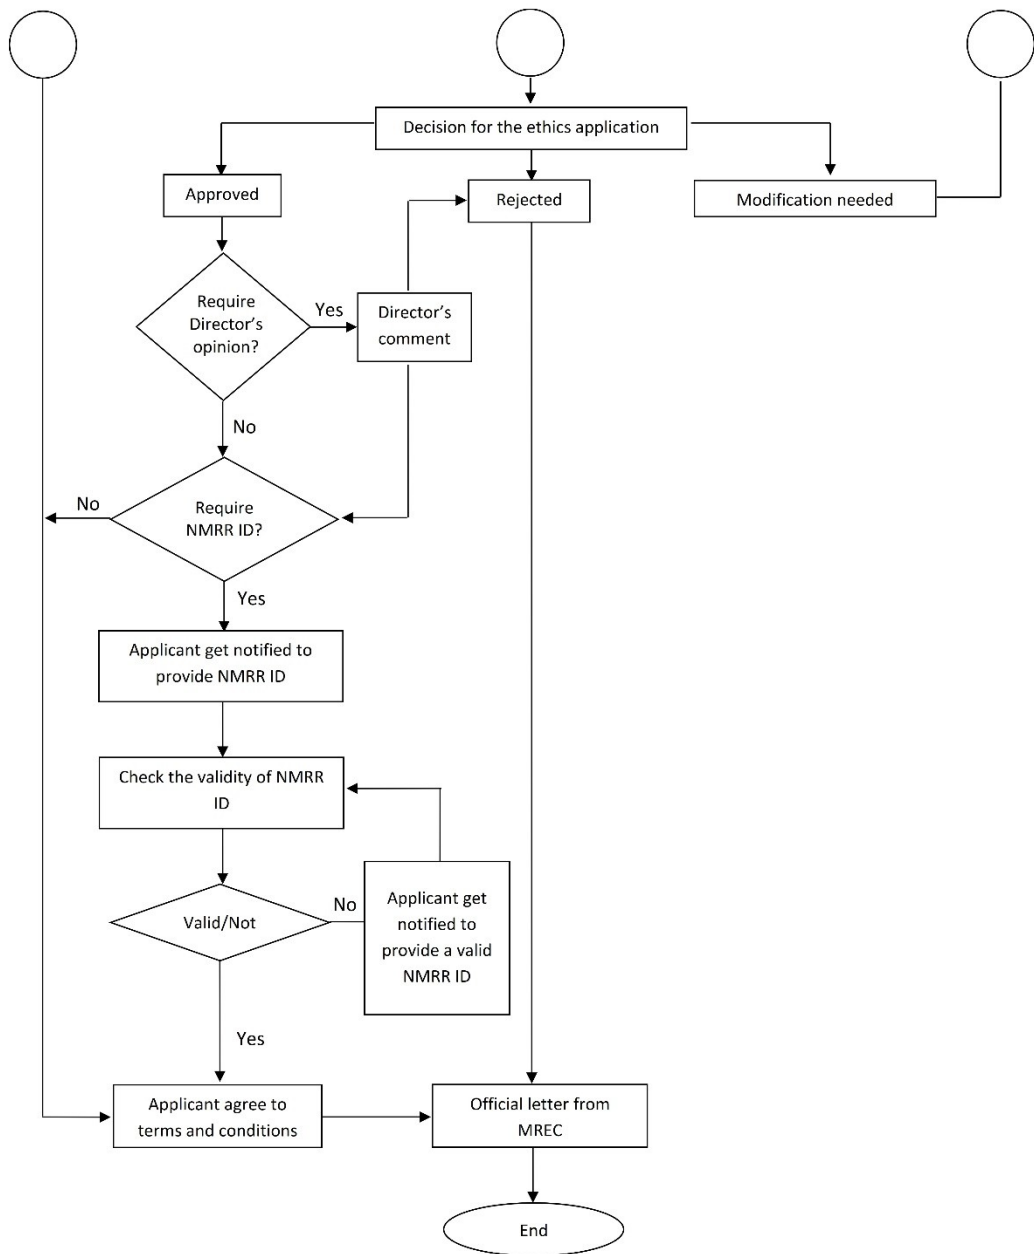 Decision for the ethics application
Approved
Rejected
Modification needed
Require
Director's
opinion?
Yes
Director's
comment
No
No
Require
NMRR ID?
Yes
Applicant get notified to
provide NMRR ID
Check the validity of NMRR
ID
Valid/Not
No
Applicant get
notified to
provide a valid
NMRR ID
Yes
Applicant agree to
terms and conditions
Official letter from
MREC
End